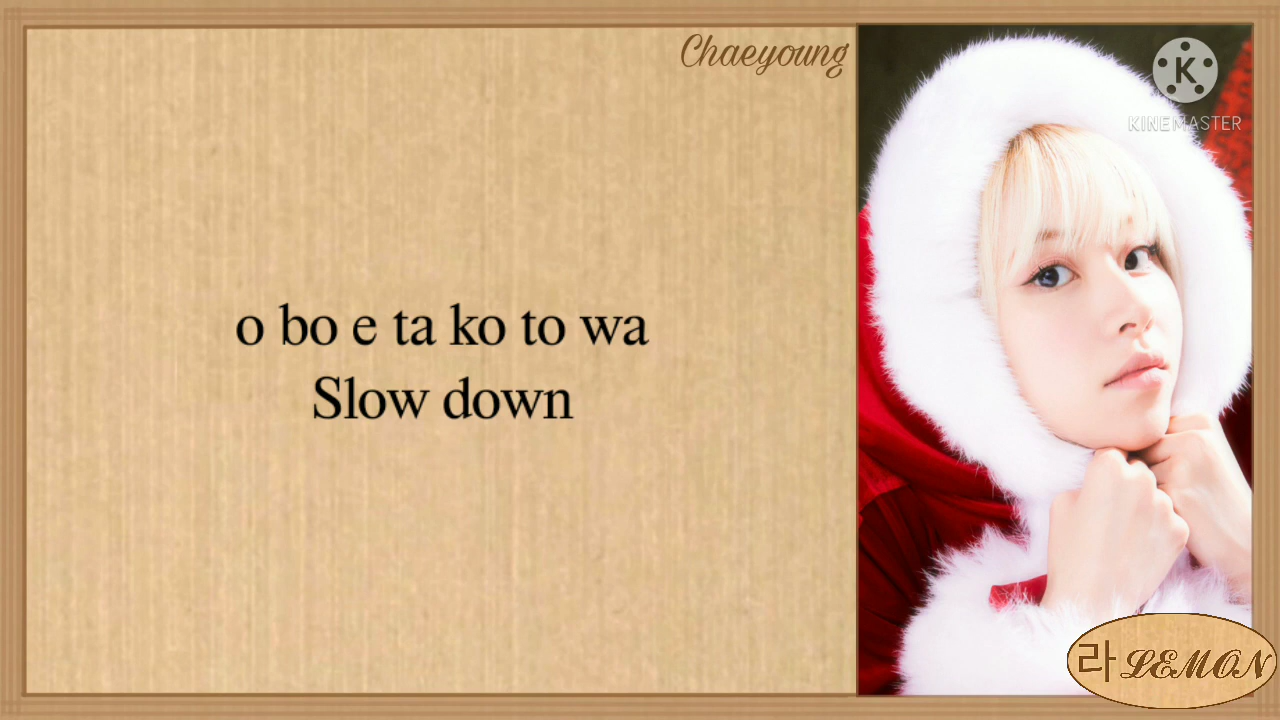 Chaeyoung
K
KINEMASTER
o bo e ta ko to wa
Slow down
라 LEMON